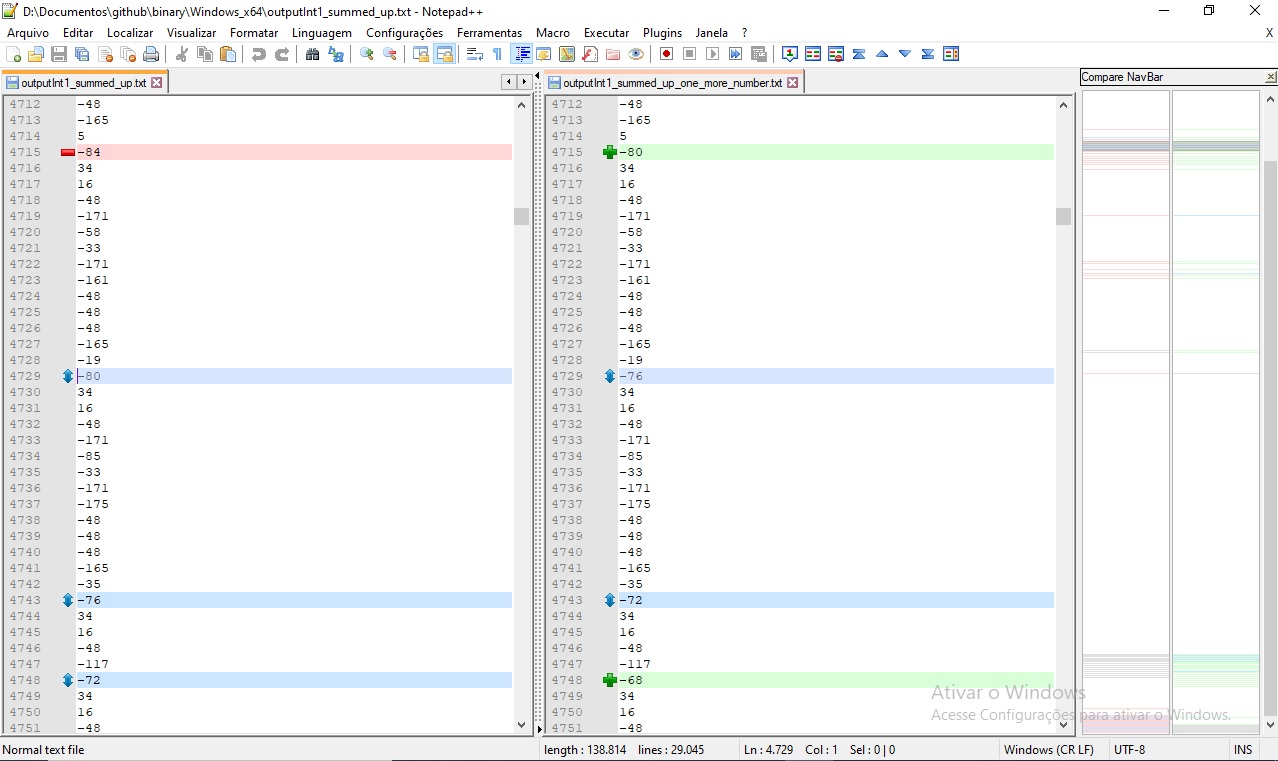 D:\Documentos\github\binary\Windows_x64\outputInt1_summed_up.txt - Notepad++
Arquivo Editar Localizar Visualizar Formatar Linguagem Configurações Ferramentas Macro Executar Plugins Janela ? X
outputInt1_summed_up.txt outputInt1_summed_up_one_more_number.txt Compare NavBar
4712 -48 4712 -48
4713 -165 4713 -165
4714 5 4714 5
4715 -84 4715 -80
4716 34 4716 34
4717 16 4717 16
4718 -48 4718 -48
4719 -171 4719 -171
4720 -58 4720 -58
4721 -33 4721 -33
4722 -171 4722 -171
4723 -161 4723 -161
4724 -48 4724 -48
4725 -48 4725 -48
4726 -48 4726 -48
4727 -165 4727 -165
4728 -19 4728 -19
4729 -80 4729 -76
4730 34 4730 34
4731 16 4731 16
4732 -48 4732 -48
4733 -171 4733 -171
4734 -85 4734 -85
4735 -33 4735 -33
4736 -171 4736 -171
4737 -175 4737 -175
4738 -48 4738 -48
4739 -48 4739 -48
4740 -48 4740 -48
4741 -165 4741 -165
4742 -35 4742 -35
4743 -76 4743 -72
4744 34 4744 34
4745 16 4745 16
4746 -48 4746 -48
4747 -117 4747 -117
4748 -72 4748 -68
4749 34 4749 34
4750 16 4750 16
4751 -48 4751 -48
Ativar o Windows
Acesse Configurações para ativar o Windows.
Normal text file length : 138.814 lines : 29.045 Ln : 4.729 Col : 1 Sel : 0 | 0 Windows (CR LF) UTF-8 INS